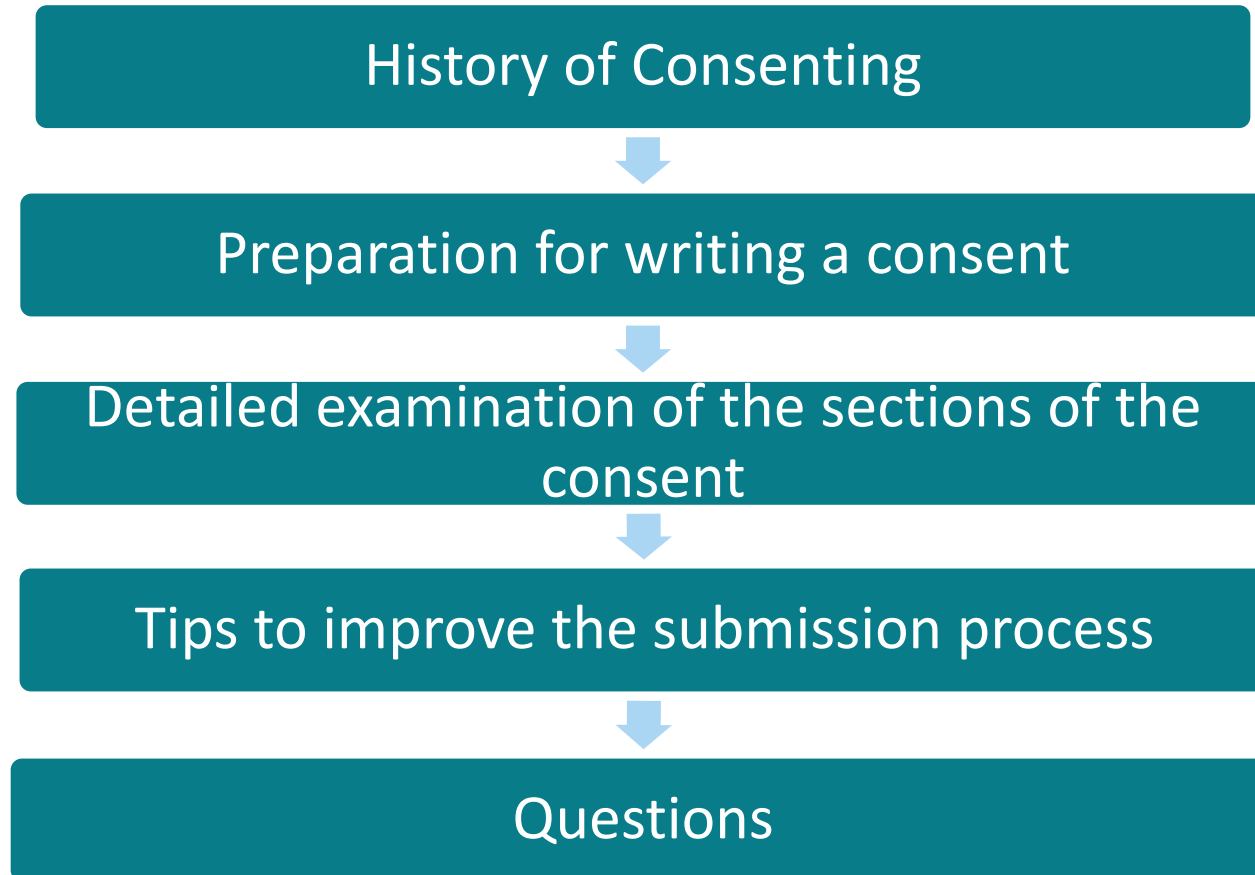 History of Consenting
Preparation for writing a consent
Detailed examination of the sections of the
consent
Tips to improve the submission process
Questions